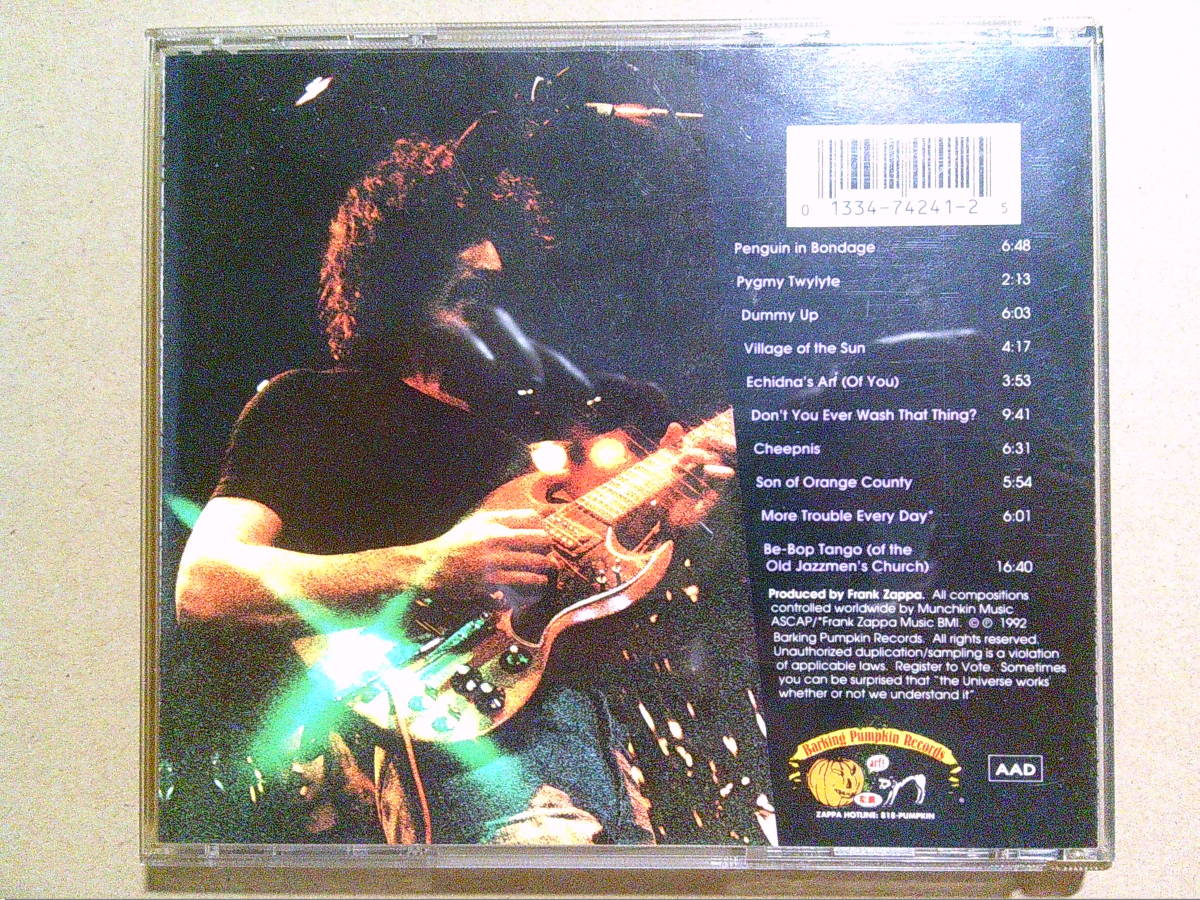 0 1334-74241-2 5
Penguin in Bondage 6:48
Pygmy Twylyte 2:13
Dummy Up 6:03
Village of the Sun 4:17
Echidna's Arf (Of You) 3:53
Don't You Ever Wash That Thing? 9:41
Cheepnis 6:31
Son of Orange County 5:54
More Trouble Every Day* 6:01
Be-Bop Tango (of the
Old Jazzmen's Church) 16:40
Produced by Frank Zappa. All compositions
controlled worldwide by Munchkin Music
ASCAP/*Frank Zappa Music BMI. © ℗ 1992
Barking Pumpkin Records. All rights reserved.
Unauthorized duplication/sampling is a violation
of applicable laws. Register to Vote. Sometimes
you can be surprised that "the Universe works
whether or not we understand it".
Barking Pumpkin Records
arf!
AAD
ZAPPA HOTLINE: 818-PUMPKIN